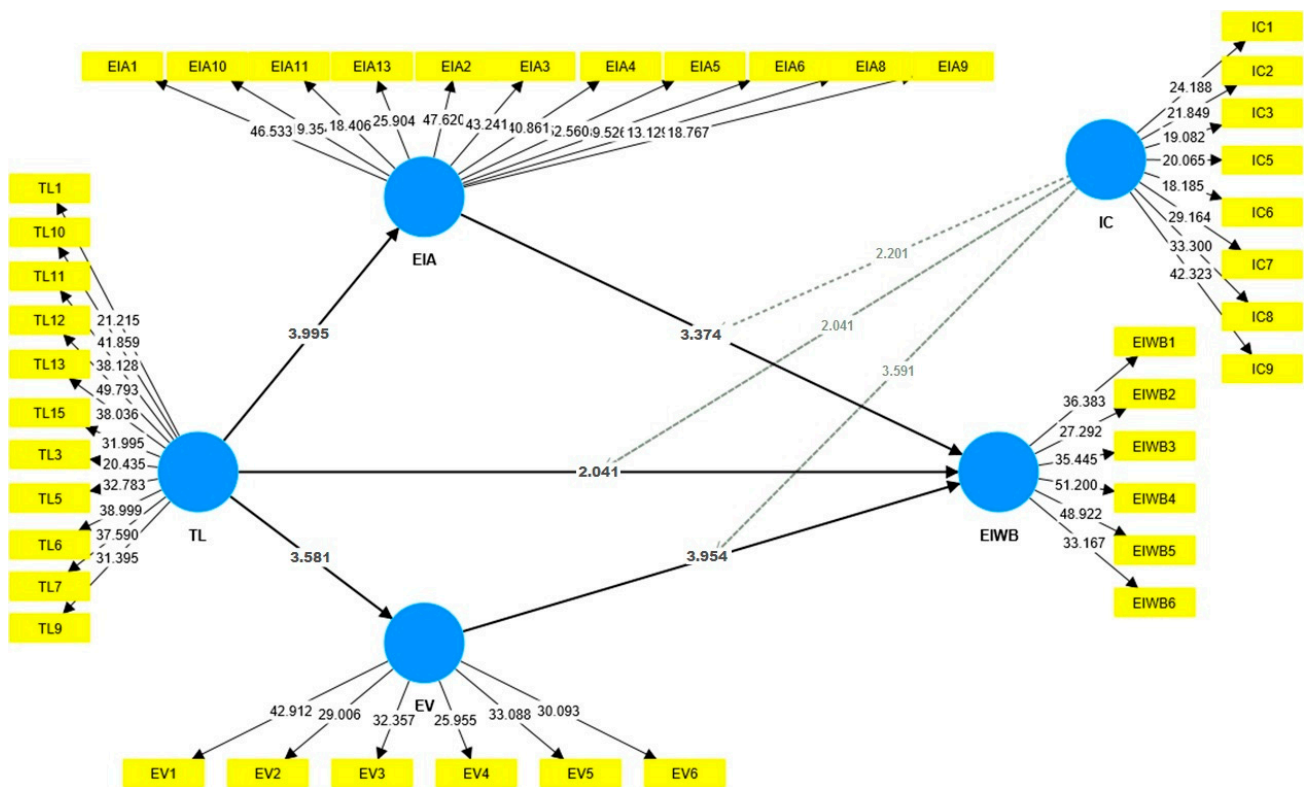 IC1
IC2
IC3
IC5
IC6
IC7
IC8
IC9
24.188
21.849
19.082
20.065
18.185
29.164
33.300
42.323
IC
EIA1
EIA10
EIA11
EIA13
EIA2
EIA3
EIA4
EIA5
EIA6
EIA8
EIA9
46.533
18.406
25.904
47.620
43.241
13.129
18.767
EIA
TL1
TL10
TL11
TL12
TL13
TL15
TL3
TL5
TL6
TL7
TL9
21.215
41.859
38.128
49.793
38.036
31.995
20.435
32.783
38.999
37.590
31.395
TL
3.995
3.581
3.374
2.041
3.954
2.201
2.041
3.591
EIWB1
EIWB2
EIWB3
EIWB4
EIWB5
EIWB6
36.383
27.292
35.445
51.200
48.922
33.167
EIWB
EV
42.912
29.006
32.357
25.955
33.088
30.093
EV1
EV2
EV3
EV4
EV5
EV6